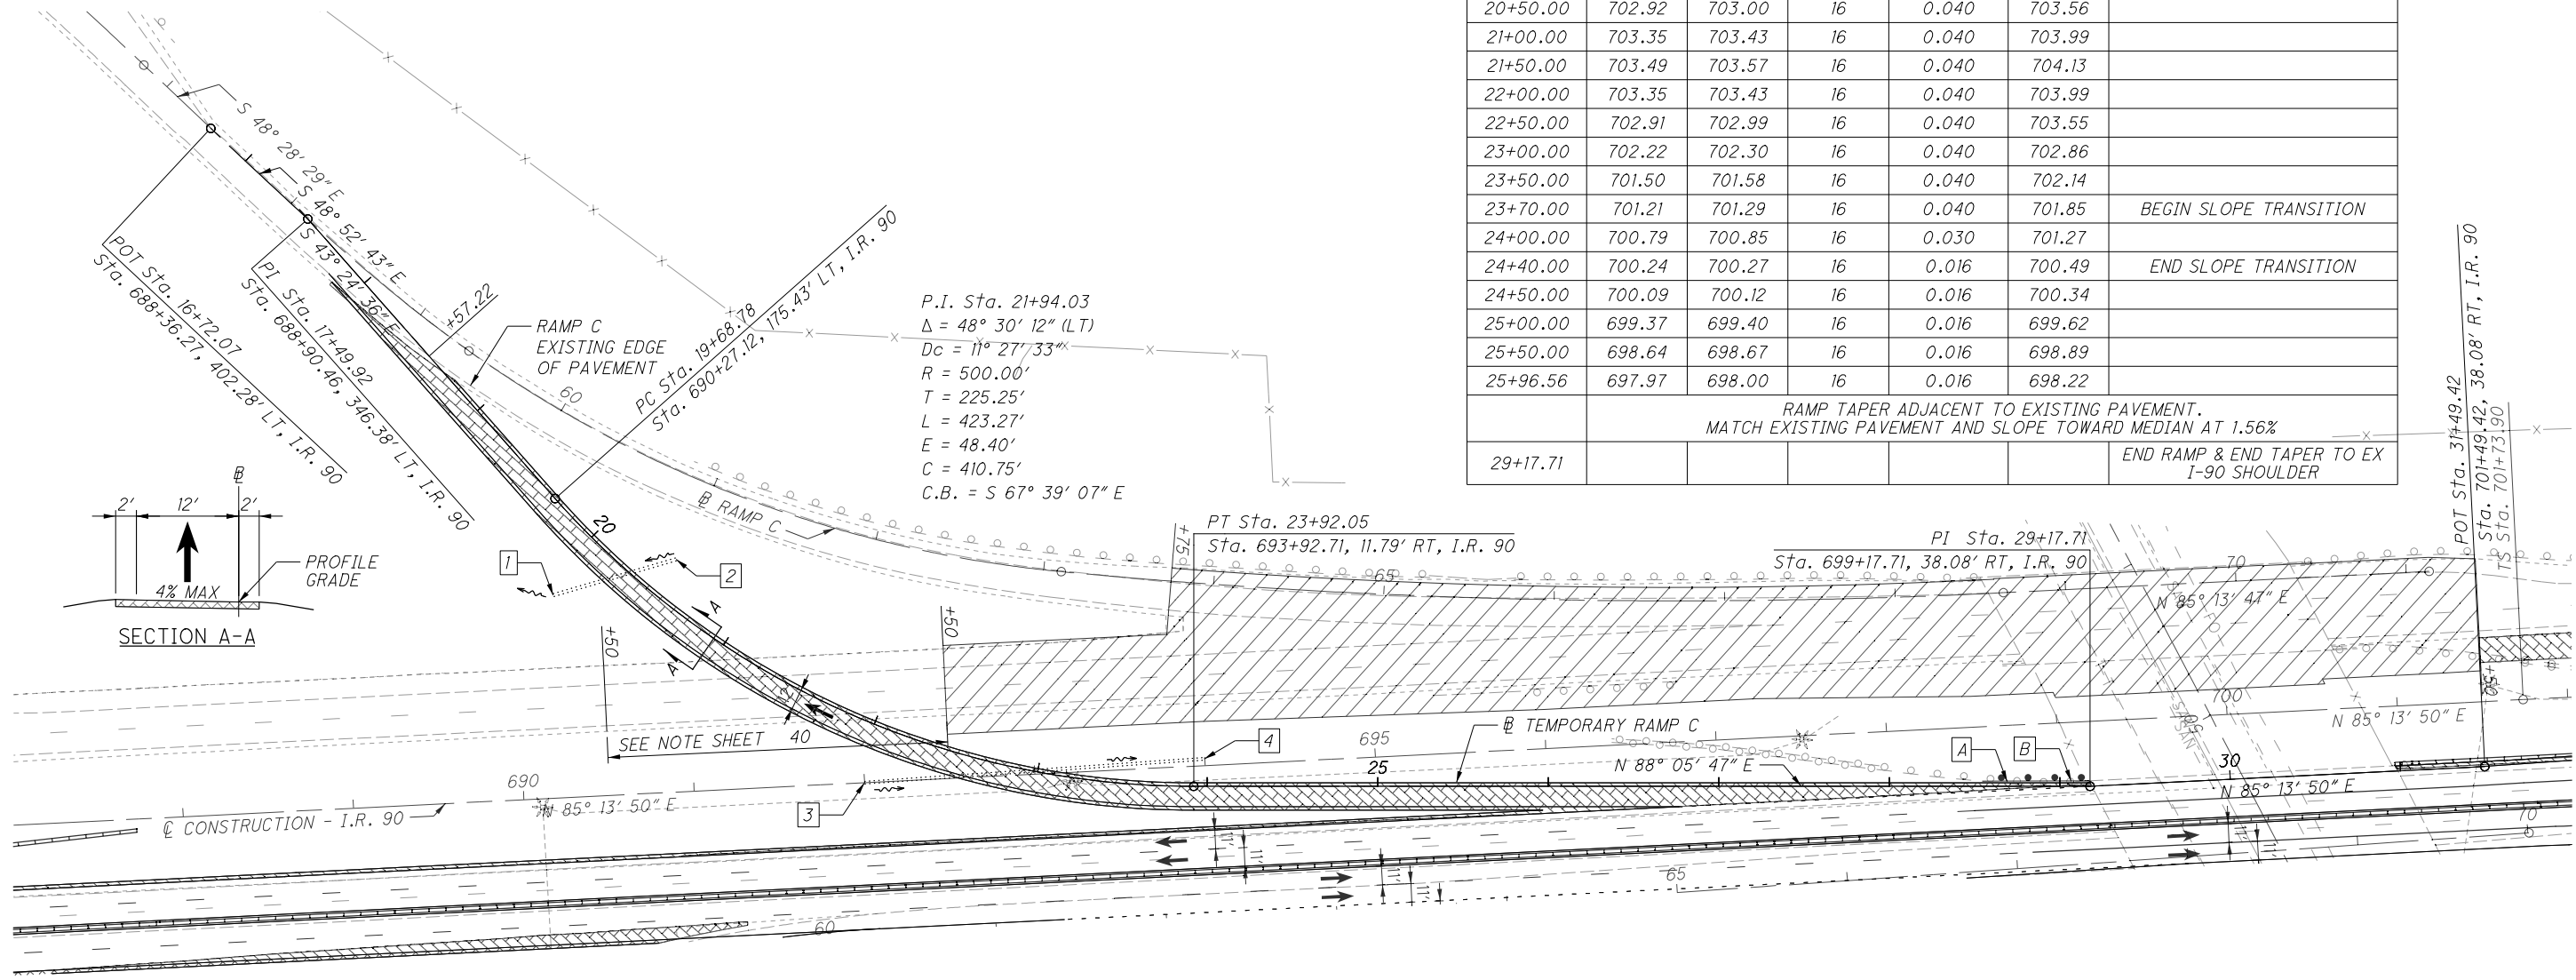 20+50.00 702.92 703.00 16 0.040 703.56
21+00.00 703.35 703.43 16 0.040 703.99
21+50.00 703.49 703.57 16 0.040 704.13
22+00.00 703.35 703.43 16 0.040 703.99
22+50.00 702.91 702.99 16 0.040 703.55
23+00.00 702.22 702.30 16 0.040 702.86
23+50.00 701.50 701.58 16 0.040 702.14
23+70.00 701.21 701.29 16 0.040 701.85 BEGIN SLOPE TRANSITION
24+00.00 700.79 700.85 16 0.030 701.27
24+40.00 700.24 700.27 16 0.016 700.49 END SLOPE TRANSITION
24+50.00 700.09 700.12 16 0.016 700.34
25+00.00 699.37 699.40 16 0.016 699.62
25+50.00 698.64 698.67 16 0.016 698.89
25+96.56 697.97 698.00 16 0.016 698.22
RAMP TAPER ADJACENT TO EXISTING PAVEMENT.
MATCH EXISTING PAVEMENT AND SLOPE TOWARD MEDIAN AT 1.56%
29+17.71 END RAMP & END TAPER TO EX
I-90 SHOULDER
S 48° 28' 29" E
S 48° 52' 43" E
S 43° 24' 36" E
POT Sta. 16+72.07
Sta. 688+36.27, 402.28' LT, I.R. 90
PI Sta. 17+49.92
Sta. 688+90.46, 346.38' LT, I.R. 90
+57.22
RAMP C
EXISTING EDGE
OF PAVEMENT
60
PC Sta. 19+68.78
Sta. 690+27.12, 175.43' LT, I.R. 90
P.I. Sta. 21+94.03
Δ = 48° 30' 12" (LT)
Dc = 11° 27' 33"
R = 500.00'
T = 225.25'
L = 423.27'
E = 48.40'
C = 410.75'
C.B. = S 67° 39' 07" E
2' 12' 2'
PROFILE
GRADE
4% MAX
SECTION A-A
20
1
2
A
A
+50
+50
+75
B RAMP C
PT Sta. 23+92.05
Sta. 693+92.71, 11.79' RT, I.R. 90
65
PI Sta. 29+17.71
Sta. 699+17.71, 38.08' RT, I.R. 90
70
N 85° 13' 47" E
POT Sta. 31+49.42
Sta. 701+49.42, 38.08' RT, I.R. 90
TS Sta. 701+73.90
+50
700
N 85° 13' 50" E
SAN
SEE NOTE SHEET 40
B TEMPORARY RAMP C
4
695
25
N 88° 05' 47" E
A
B
30
N 85° 13' 50" E
690
N 85° 13' 50" E
℄ CONSTRUCTION - I.R. 90
3
11'
11'
11'
11'
11'
11'
60
65
70